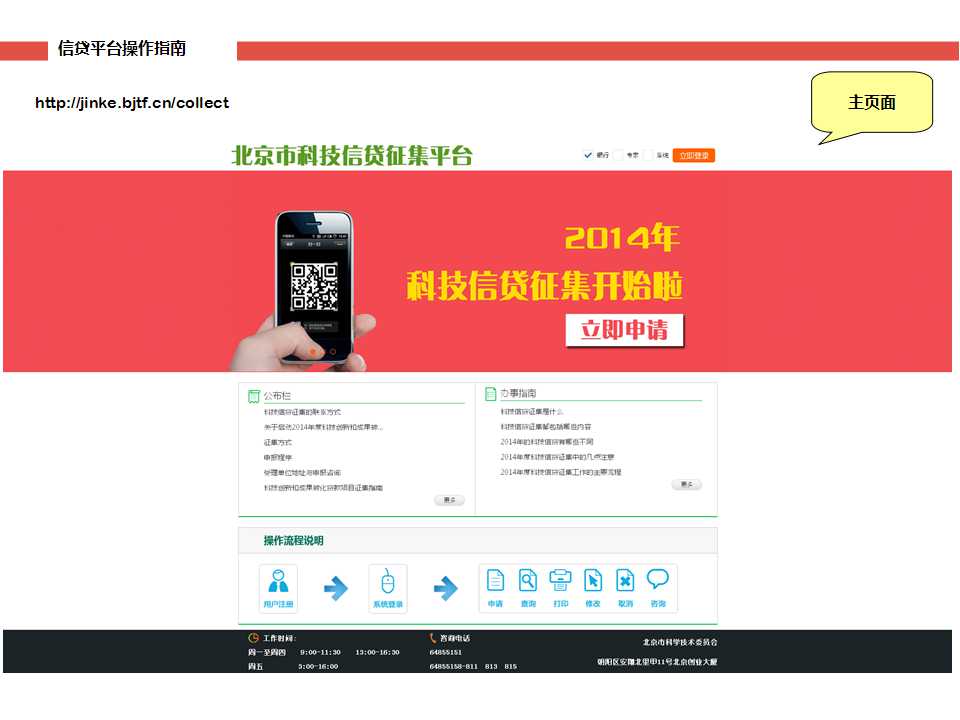 信贷平台操作指南
http://jinke.bjtf.cn/collect
主页面
北京市科技信贷征集平台
银行 专家 系统 立即登录
2014年
科技信贷征集开始啦
立即申请
公布栏
科技信贷征集的联系方式
关于启动2014年度科技创新和成果转...
征集方式
申报程序
受理单位地址与申报咨询
科技创新和成果转化贷款项目征集指南
更多
办事指南
科技信贷征集是什么
科技信贷征集都包括哪些内容
2014年的科技信贷有哪些不同
2014年度科技信贷征集中的几点注意
2014年度科技信贷征集工作的主要流程
更多
操作流程说明
用户注册 系统登录 申请 查询 打印 修改 取消 咨询
工作时间:
周一至周四 9:00-11:30 13:00-16:30
周五 3:00-16:00
咨询电话
64855151
64855158-811 813 815
北京市科学技术委员会
朝阳区安翔北里甲11号北京创业大厦